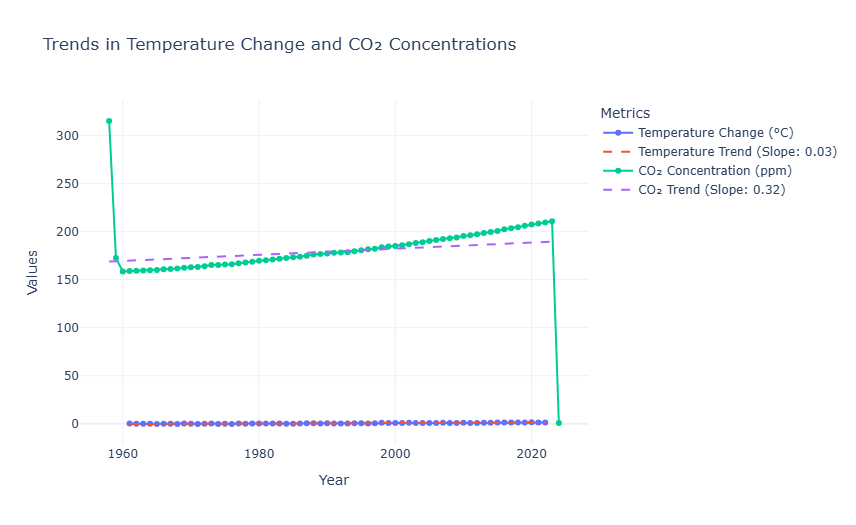 Trends in Temperature Change and CO₂ Concentrations
Metrics
Temperature Change (°C)
Temperature Trend (Slope: 0.03)
CO₂ Concentration (ppm)
CO₂ Trend (Slope: 0.32)
Values
300
250
200
150
100
50
0
1960
1980
2000
2020
Year